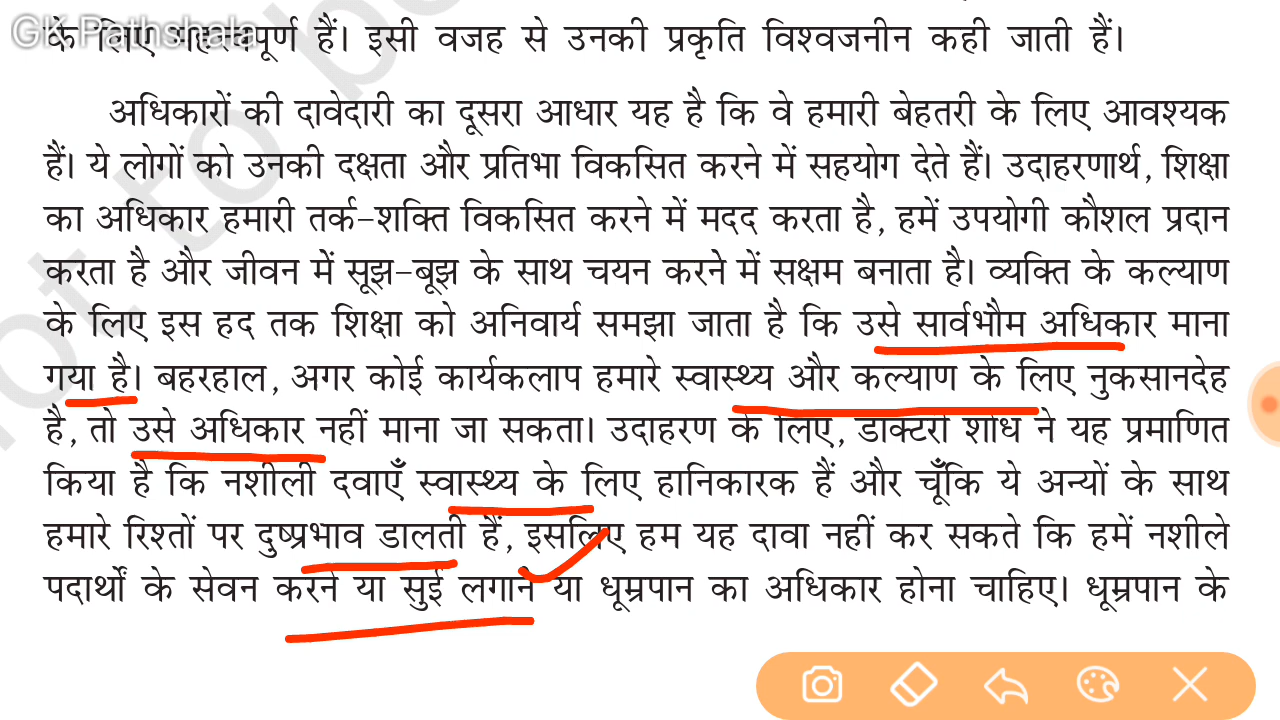 GK Pathshala
के लिए महत्त्वपूर्ण हैं। इसी वजह से उनकी प्रकृति विश्वजनीन कही जाती हैं।
अधिकारों की दावेदारी का दूसरा आधार यह है कि वे हमारी बेहतरी के लिए आवश्यक
हैं। ये लोगों को उनकी दक्षता और प्रतिभा विकसित करने में सहयोग देते हैं। उदाहरणार्थ, शिक्षा
का अधिकार हमारी तर्क-शक्ति विकसित करने में मदद करता है, हमें उपयोगी कौशल प्रदान
करता है और जीवन में सूझ-बूझ के साथ चयन करने में सक्षम बनाता है। व्यक्ति के कल्याण
के लिए इस हद तक शिक्षा को अनिवार्य समझा जाता है कि उसे सार्वभौम अधिकार माना
गया है। बहरहाल, अगर कोई कार्यकलाप हमारे स्वास्थ्य और कल्याण के लिए नुकसानदेह
है, तो उसे अधिकार नहीं माना जा सकता। उदाहरण के लिए, डाक्टरी शोध ने यह प्रमाणित
किया है कि नशीली दवाएँ स्वास्थ्य के लिए हानिकारक हैं और चूँकि ये अन्यों के साथ
हमारे रिश्तों पर दुष्प्रभाव डालती हैं, इसलिए हम यह दावा नहीं कर सकते कि हमें नशीले
पदार्थों के सेवन करने या सुई लगाने या धूम्रपान का अधिकार होना चाहिए। धूम्रपान के